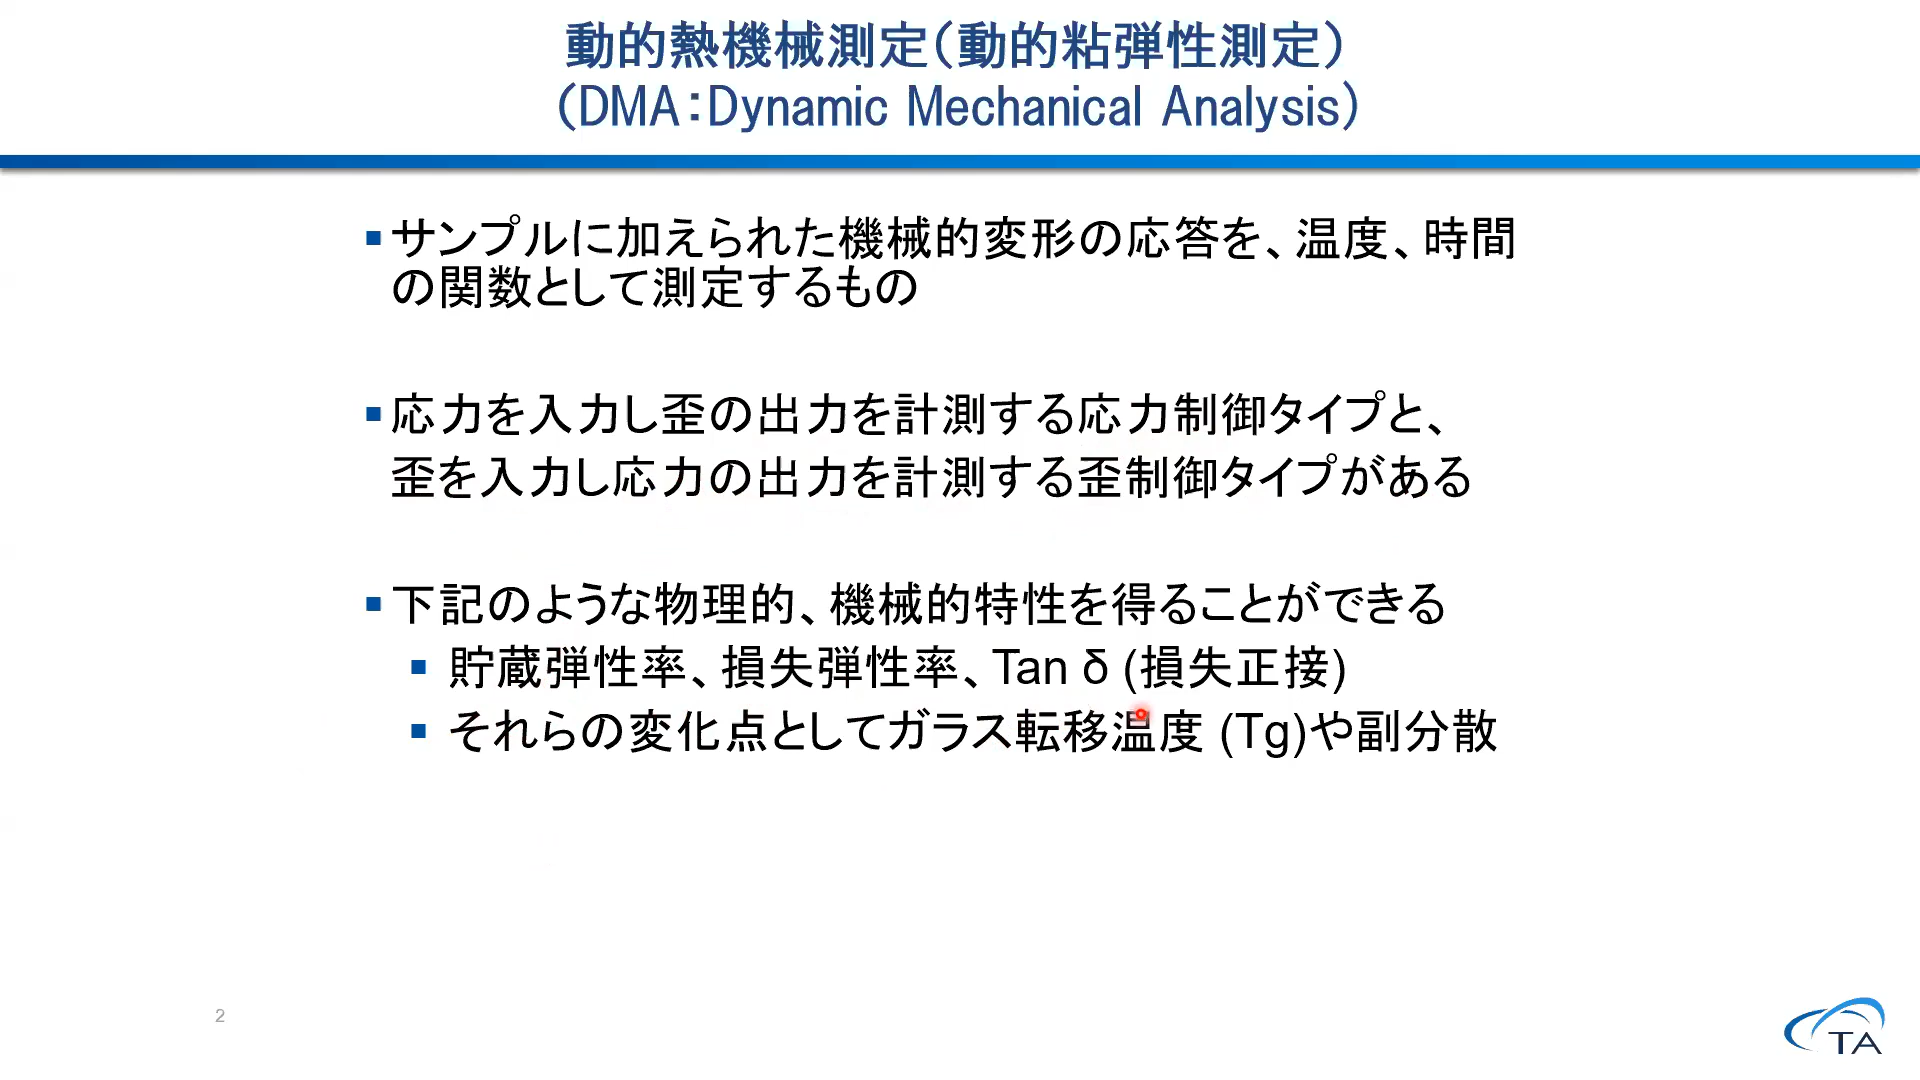 動的熱機械測定（動的粘弾性測定）
（DMA：Dynamic Mechanical Analysis）
▪サンプルに加えられた機械的変形の応答を、温度、時間
の関数として測定するもの
▪応力を入力し歪の出力を計測する応力制御タイプと、
歪を入力し応力の出力を計測する歪制御タイプがある
▪下記のような物理的、機械的特性を得ることができる
▪ 貯蔵弾性率、損失弾性率、Tan δ (損失正接)
▪ それらの変化点としてガラス転移温度 (Tg)や副分散
2
TA